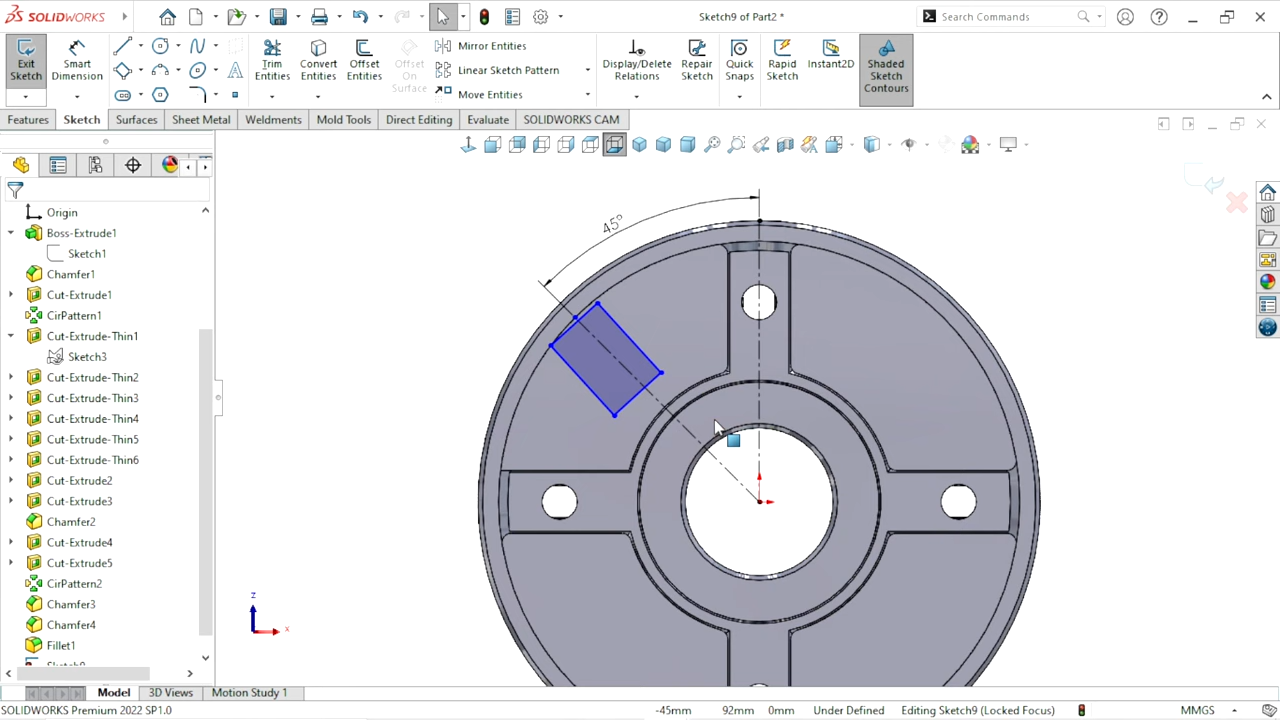 SOLIDWORKS
Sketch9 of Part2 *
Search Commands
Exit Sketch
Smart Dimension
Trim Entities
Convert Entities
Offset Entities
Offset On Surface
Mirror Entities
Linear Sketch Pattern
Move Entities
Display/Delete Relations
Repair Sketch
Quick Snaps
Rapid Sketch
Instant2D
Shaded Sketch Contours
Features
Sketch
Surfaces
Sheet Metal
Weldments
Mold Tools
Direct Editing
Evaluate
SOLIDWORKS CAM
Origin
Boss-Extrude1
Sketch1
Chamfer1
Cut-Extrude1
CirPattern1
Cut-Extrude-Thin1
Sketch3
Cut-Extrude-Thin2
Cut-Extrude-Thin3
Cut-Extrude-Thin4
Cut-Extrude-Thin5
Cut-Extrude-Thin6
Cut-Extrude2
Cut-Extrude3
Chamfer2
Cut-Extrude4
Cut-Extrude5
CirPattern2
Chamfer3
Chamfer4
Fillet1
Sketch9
45°
z
x
Model
3D Views
Motion Study 1
SOLIDWORKS Premium 2022 SP1.0
-45mm
92mm
0mm
Under Defined
Editing Sketch9 (Locked Focus)
MMGS